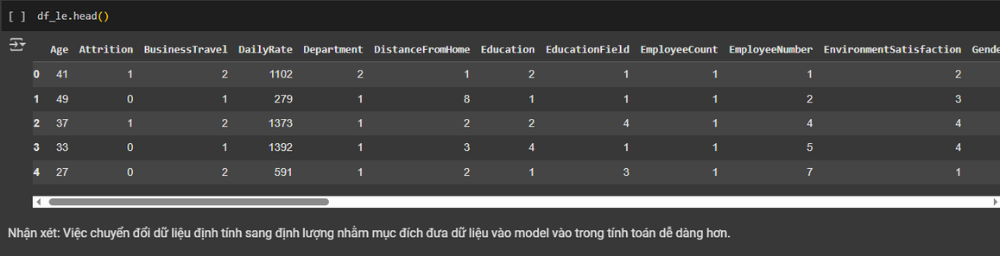 [ ] df_le.head()
Age Attrition BusinessTravel DailyRate Department DistanceFromHome Education EducationField EmployeeCount EmployeeNumber EnvironmentSatisfaction Gende
0 41 1 2 1102 2 1 2 1 1 1 2
1 49 0 1 279 1 8 1 1 1 2 3
2 37 1 2 1373 1 2 2 4 1 4 4
3 33 0 1 1392 1 3 4 1 1 5 4
4 27 0 2 591 1 2 1 3 1 7 1
Nhận xét: Việc chuyển đổi dữ liệu định tính sang định lượng nhằm mục đích đưa dữ liệu vào model vào trong tính toán dễ dàng hơn.